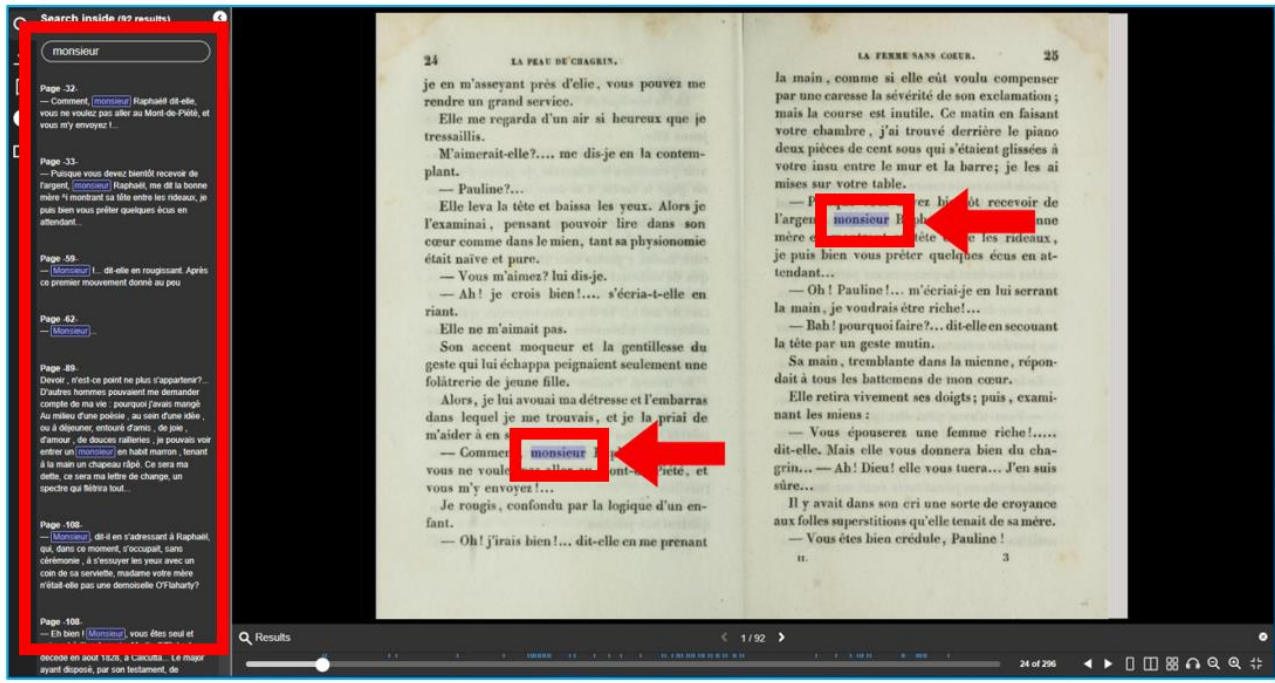 Search inside (92 results)
monsieur
Page -32-
— Comment, monsieur Raphaël! dit-elle,
vous ne voulez pas aller au Mont-de-Piété, et
vous m'y envoyez !...
Page -33-
— Puisque vous devez bientôt recevoir de
l'argent, monsieur Raphaël, me dit la bonne
mère ^i montrant sa tête entre les rideaux, je
puis bien vous prêter quelques écus en
attendant...
Page -59-
— Monsieur !... dit-elle en rougissant. Après
ce premier mouvement donné au peu
Page -62-
— Monsieur...
Page -89-
Devoir , n'est-ce point ne plus s'appartenir?...
D'autres hommes pouvaient me demander
compte de ma vie : pourquoi j'avais mangé
Au milieu d'une poésie , au sein d'une idée ,
ou à déjeuner, entouré d'amis , de joie ,
d'amour , de douces railleries , je pouvais voir
entrer un monsieur en habit marron , tenant
à la main un chapeau râpé. Ce sera ma
dette, ce sera ma lettre de change, un
spectre qui flétrira tout...
Page -108-
— Monsieur, dit-il en s'adressant à Raphaël,
qui, dans ce moment, s'occupait, sans
cérémonie , à s'essuyer les yeux avec un
coin de sa serviette, madame votre mère
n'était-elle pas une demoiselle O'Flaharty?
Page -108-
— Eh bien ! Monsieur, vous êtes seul et
décédé en août 1828, à Calcutta... Le major
ayant disposé, par son testament, de
24 LA PEAU DE CHAGRIN.
je en m'asseyant près d'elle, vous pouvez me
rendre un grand service.
Elle me regarda d'un air si heureux que je
tressaillis.
M'aimerait-elle?.... me dis-je en la contem-
plant.
— Pauline?...
Elle leva la tête et baissa les yeux. Alors je
l'examinai, pensant pouvoir lire dans son
cœur comme dans le mien, tant sa physionomie
était naïve et pure.
— Vous m'aimez? lui dis-je.
— Ah! je crois bien!.... s'écria-t-elle en
riant.
Elle ne m'aimait pas.
Son accent moqueur et la gentillesse du
geste qui lui échappa peignaient seulement une
folâtrerie de jeune fille.
Alors, je lui avouai ma détresse et l'embarras
dans lequel je me trouvais, et je la priai de
m'aider à en
— Commen monsieur
vous ne voule Piété, et
vous m'y envoyez!...
Je rougis, confondu par la logique d'un en-
fant.
— Oh! j'irais bien!... dit-elle en me prenant
LA FEMME SANS COEUR. 25
la main, comme si elle eût voulu compenser
par une caresse la sévérité de son exclamation;
mais la course est inutile. Ce matin en faisant
votre chambre, j'ai trouvé derrière le piano
deux pièces de cent sous qui s'étaient glissées à
votre insu entre le mur et la barre; je les ai
mises sur votre table.
— bientôt recevoir de
l'argen monsieur nne
mère tête les rideaux,
je puis bien vous prêter quelques écus en at-
tendant...
— Oh! Pauline!... m'écriai-je en lui serrant
la main, je voudrais être riche!...
— Bah! pourquoi faire?... dit-elle en secouant
la tête par un geste mutin.
Sa main, tremblante dans la mienne, répon-
dait à tous les battemens de mon cœur.
Elle retira vivement ses doigts; puis, exami-
nant les miens :
— Vous épouserez une femme riche!.....
dit-elle. Mais elle vous donnera bien du cha-
grin... — Ah! Dieu! elle vous tuera... J'en suis
sûre...
Il y avait dans son cri une sorte de croyance
aux folles superstitions qu'elle tenait de sa mère.
— Vous êtes bien crédule, Pauline!
II. 3
Results
1 / 92
24 of 296